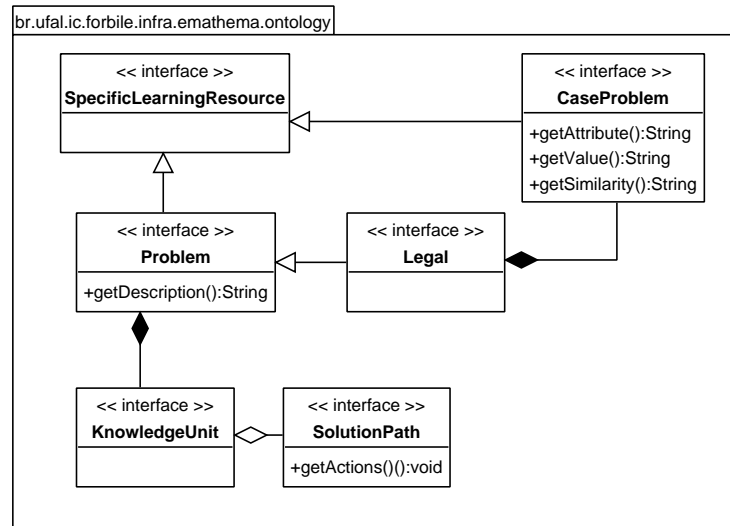 br.ufal.ic.forbile.infra.emathema.ontology
<< interface >>
SpecificLearningResource
<< interface >>
CaseProblem
+getAttribute():String
+getValue():String
+getSimilarity():String
<< interface >>
Problem
+getDescription():String
<< interface >>
Legal
<< interface >>
KnowledgeUnit
<< interface >>
SolutionPath
+getActions()():void